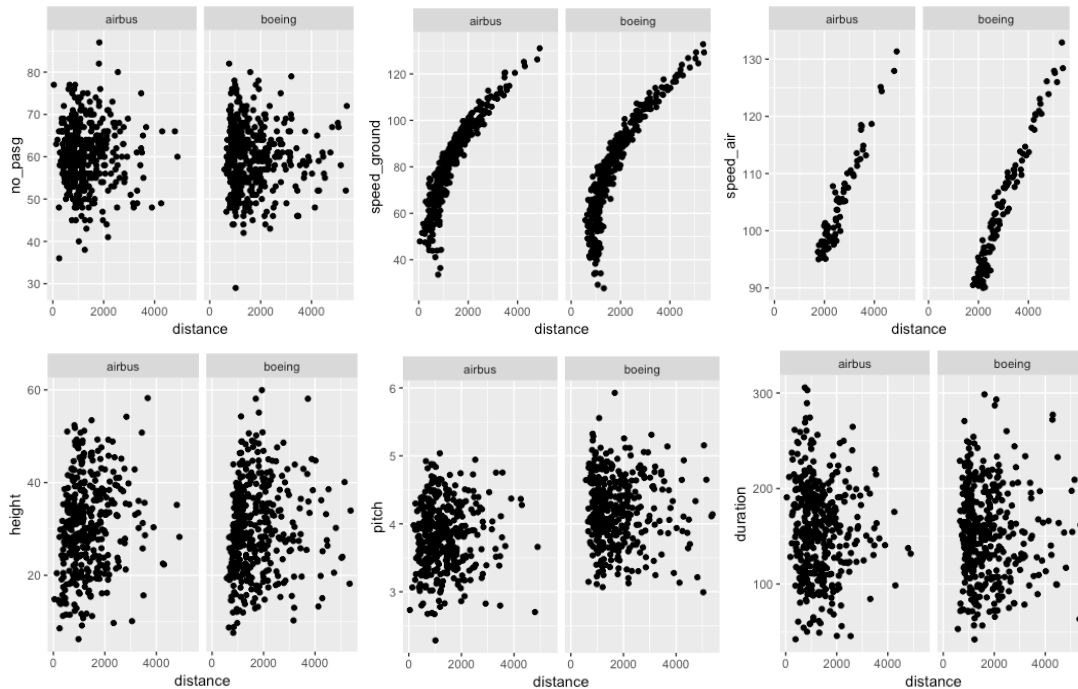 airbus boeing
80
70
60
50
40
30
no_pasg
0 2000 4000 0 2000 4000
distance
airbus boeing
120
100
80
60
40
speed_ground
0 2000 4000 0 2000 4000
distance
airbus boeing
130
120
110
100
90
speed_air
0 2000 4000 0 2000 4000
distance
airbus boeing
60
40
20
height
0 2000 4000 0 2000 4000
distance
airbus boeing
6
5
4
3
pitch
0 2000 4000 0 2000 4000
distance
airbus boeing
300
200
100
duration
0 2000 4000 0 2000 4000
distance